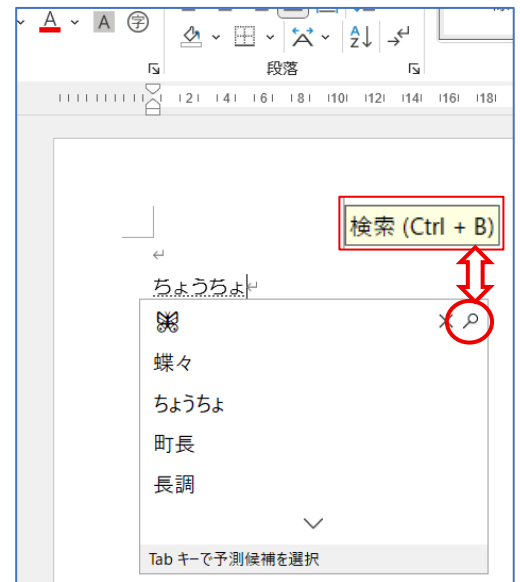 A A 字
段落
2 4 6 8 10 12 14 16 18
検索 (Ctrl + B)
ちょうちょ
🦋
蝶々
ちょうちょ
町長
長調
Tab キーで予測候補を選択